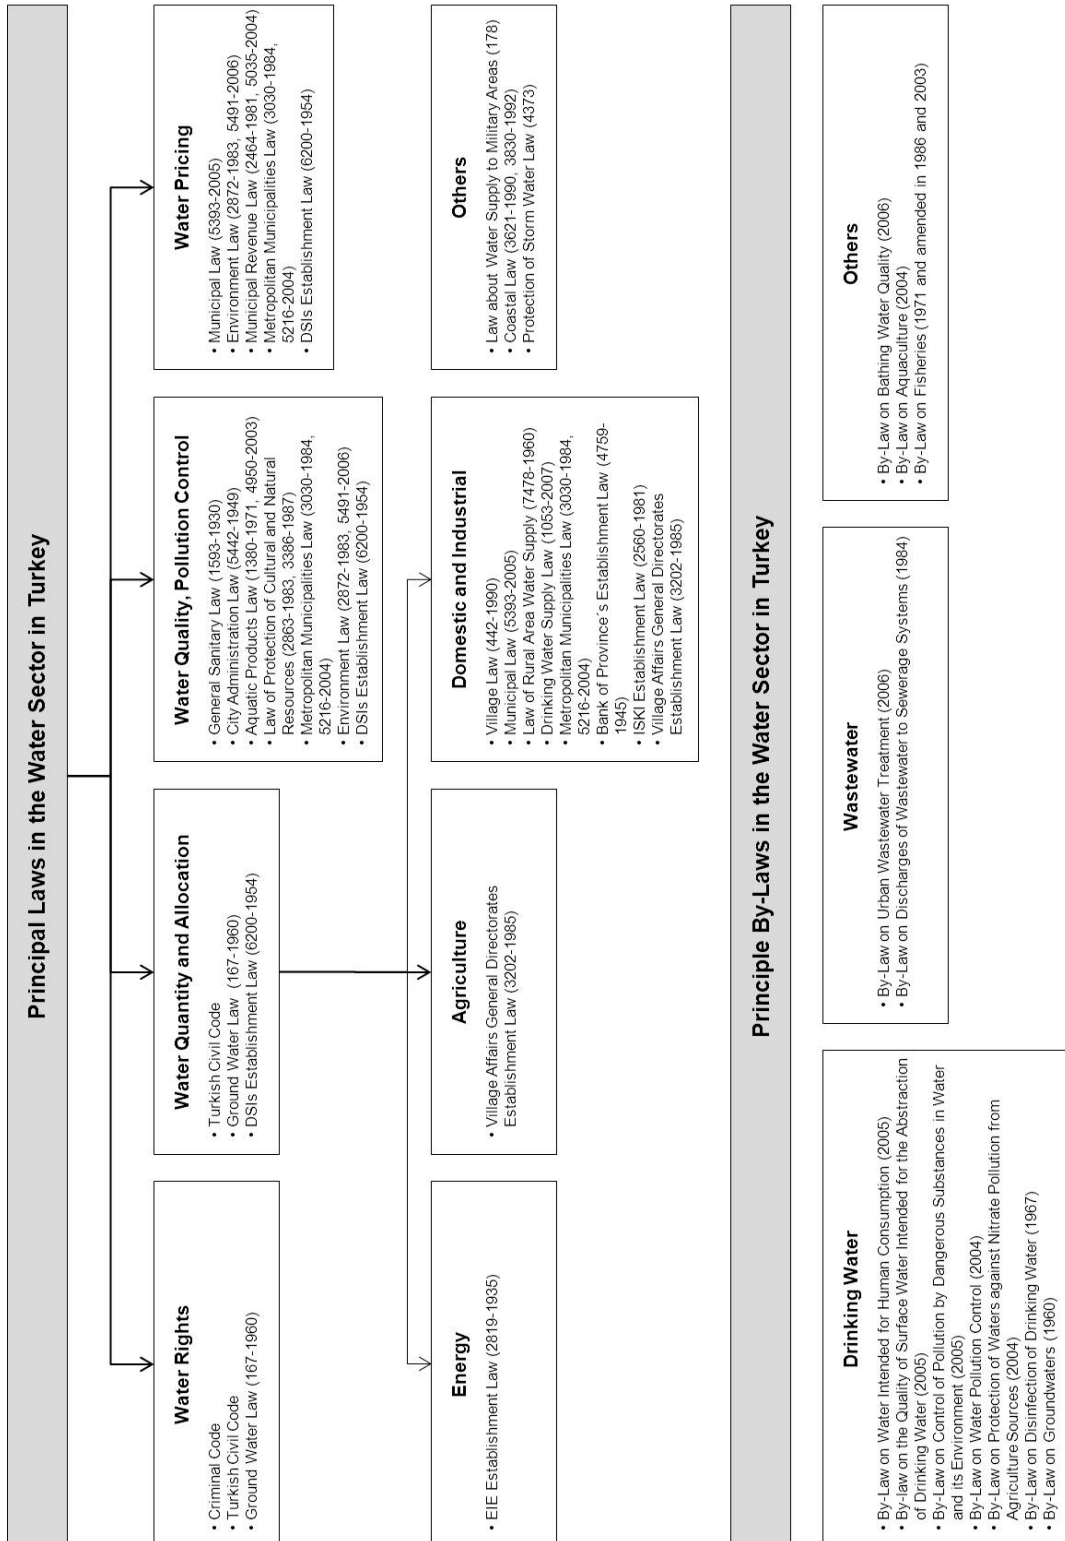 Principal Laws in the Water Sector in Turkey
Water Rights
• Criminal Code
• Turkish Civil Code
• Ground Water Law (167-1960)
Water Quantity and Allocation
• Turkish Civil Code
• Ground Water Law (167-1960)
• DSIs Establishment Law (6200-1954)
Water Quality, Pollution Control
• General Sanitary Law (1593-1930)
• City Administration Law (5442-1949)
• Aquatic Products Law (1380-1971, 4950-2003)
• Law of Protection of Cultural and Natural
Resources (2863-1983, 3386-1987)
• Metropolitan Municipalities Law (3030-1984,
5216-2004)
• Environment Law (2872-1983, 5491-2006)
• DSIs Establishment Law (6200-1954)
Water Pricing
• Municipal Law (5393-2005)
• Environment Law (2872-1983, 5491-2006)
• Municipal Revenue Law (2464-1981, 5035-2004)
• Metropolitan Municipalities Law (3030-1984,
5216-2004)
• DSIs Establishment Law (6200-1954)
Energy
• EIE Establishment Law (2819-1935)
Agriculture
• Village Affairs General Directorates
Establishment Law (3202-1985)
Domestic and Industrial
• Village Law (442-1990)
• Municipal Law (5393-2005)
• Law of Rural Area Water Supply (7478-1960)
• Drinking Water Supply Law (1053-2007)
• Metropolitan Municipalities Law (3030-1984,
5216-2004)
• Bank of Province´s Establishment Law (4759-
1945)
• ISKI Establishment Law (2560-1981)
• Village Affairs General Directorates
Establishment Law (3202-1985)
Others
• Law about Water Supply to Military Areas (178)
• Coastal Law (3621-1990, 3830-1992)
• Protection of Storm Water Law (4373)
Principle By-Laws in the Water Sector in Turkey
Drinking Water
• By-Law on Water Intended for Human Consumption (2005)
• By-law on the Quality of Surface Water Intended for the Abstraction
of Drinking Water (2005)
• By-Law on Control of Pollution by Dangerous Substances in Water
and its Environment (2005)
• By-Law on Water Pollution Control (2004)
• By-Law on Protection of Waters against Nitrate Pollution from
Agriculture Sources (2004)
• By-Law on Disinfection of Drinking Water (1967)
• By-Law on Groundwaters (1960)
Wastewater
• By-Law on Urban Wastewater Treatment (2006)
• By-Law on Discharges of Wastewater to Sewerage Systems (1984)
Others
• By-Law on Bathing Water Quality (2006)
• By-Law on Aquaculture (2004)
• By-Law on Fisheries (1971 and amended in 1986 and 2003)